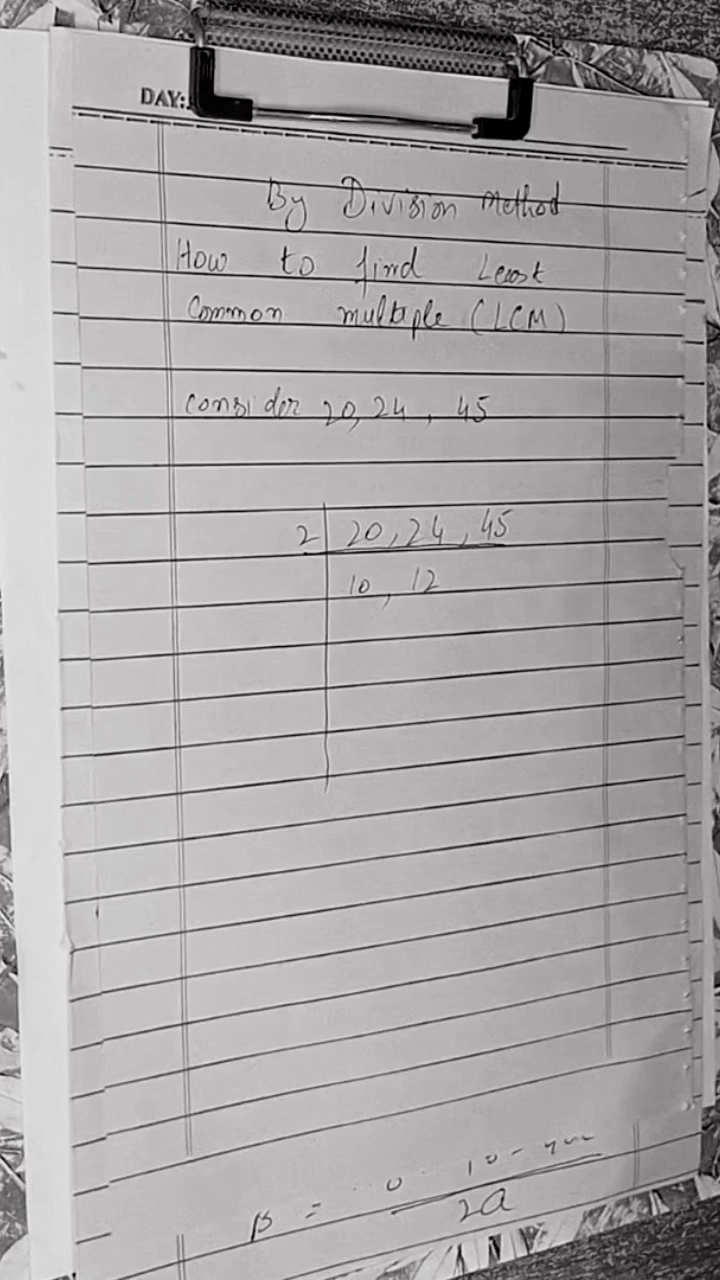 DAY:
By Division Method
How to find Least
Common multiple (LCM)
consider 20, 24, 45
2 | 20, 24, 45
10, 12
2a